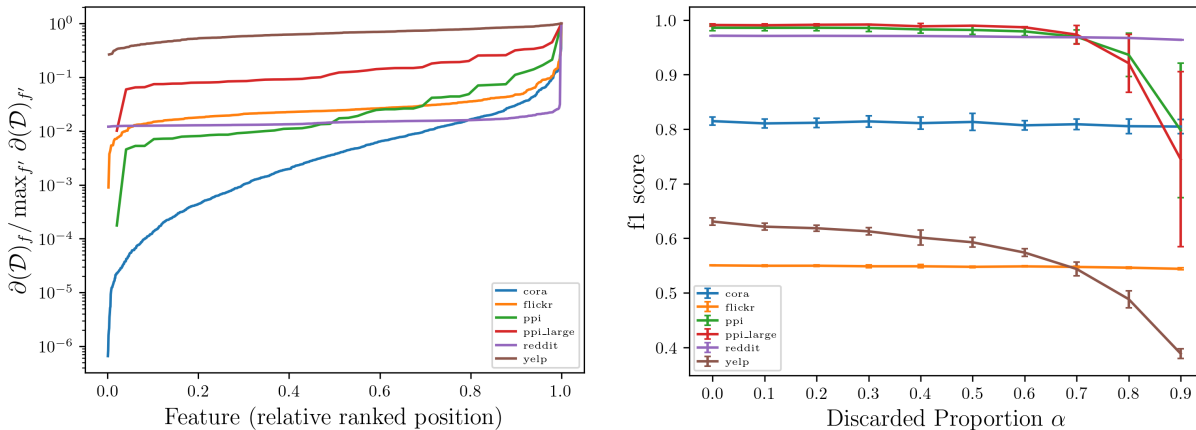 ∂(𝒟)_f / max_{f'} ∂(𝒟)_{f'}
10^0
10^{-1}
10^{-2}
10^{-3}
10^{-4}
10^{-5}
10^{-6}
cora
flickr
ppi
ppi_large
reddit
yelp
0.0 0.2 0.4 0.6 0.8 1.0
Feature (relative ranked position)
f1 score
1.0
0.9
0.8
0.7
0.6
0.5
0.4
cora
flickr
ppi
ppi_large
reddit
yelp
0.0 0.1 0.2 0.3 0.4 0.5 0.6 0.7 0.8 0.9
Discarded Proportion α